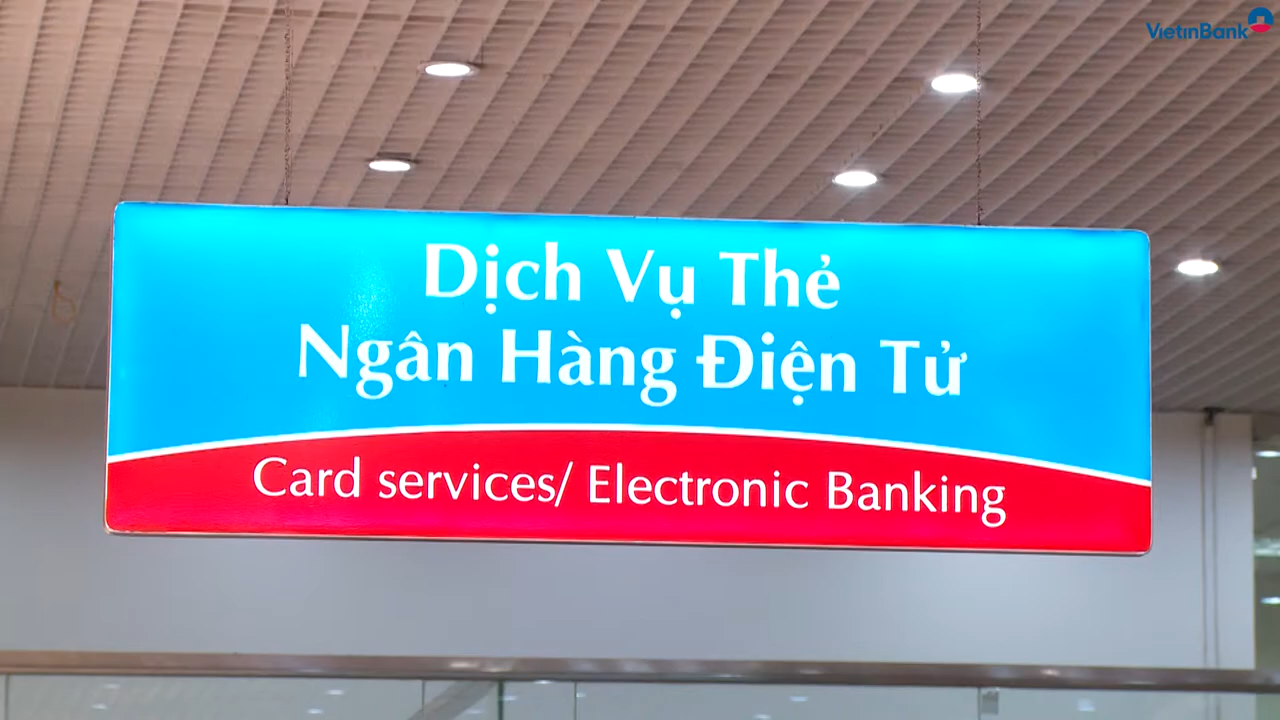 VietinBank
Dịch Vụ Thẻ
Ngân Hàng Điện Tử
Card services/ Electronic Banking